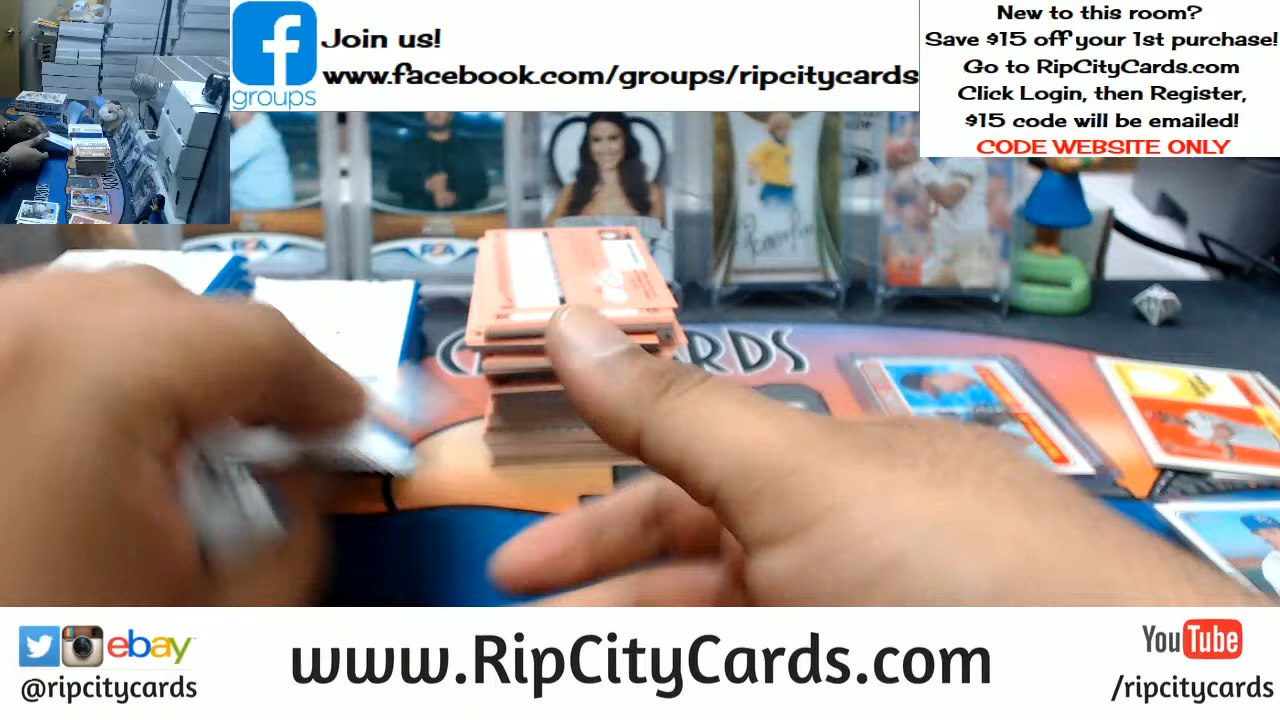 Join us!
www.facebook.com/groups/ripcitycards
groups
New to this room?
Save $15 off your 1st purchase!
Go to RipCityCards.com
Click Login, then Register,
$15 code will be emailed!
CODE WEBSITE ONLY
ebay
@ripcitycards
www.RipCityCards.com
YouTube
/ripcitycards